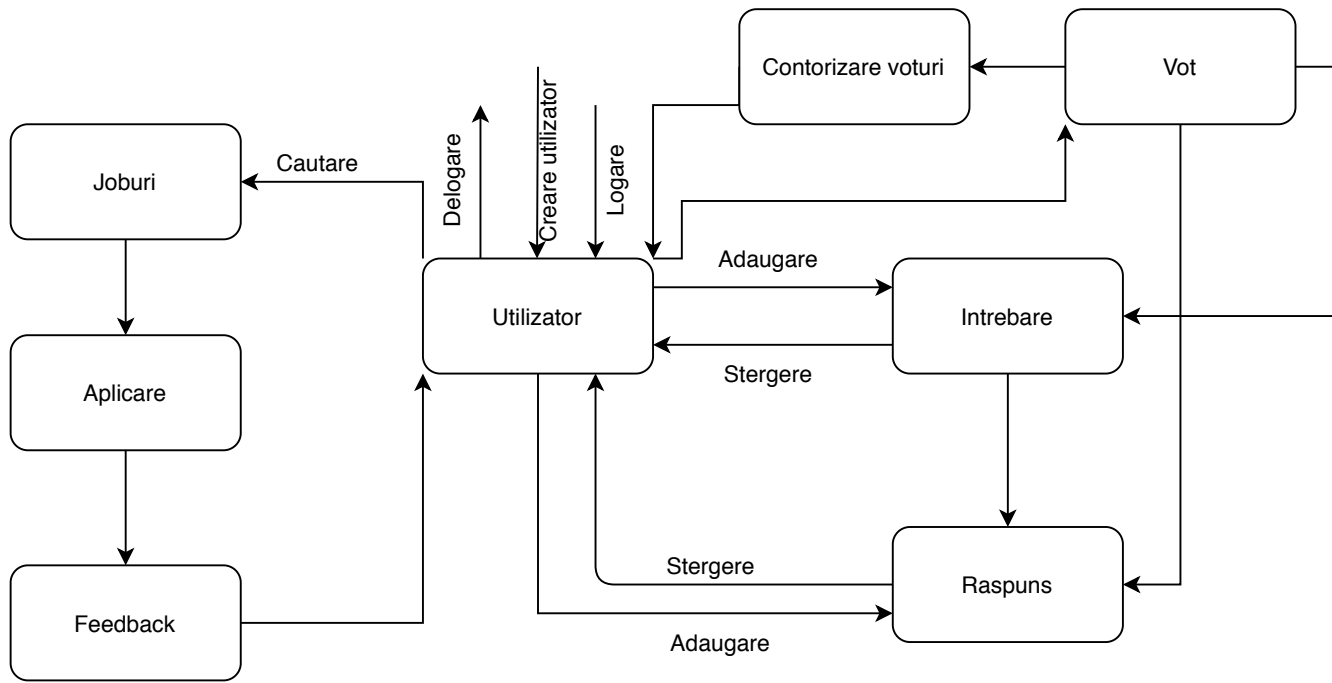 Contorizare voturi
Vot
Joburi
Cautare
Delogare
Creare utilizator
Logare
Adaugare
Utilizator
Intrebare
Stergere
Aplicare
Stergere
Raspuns
Feedback
Adaugare